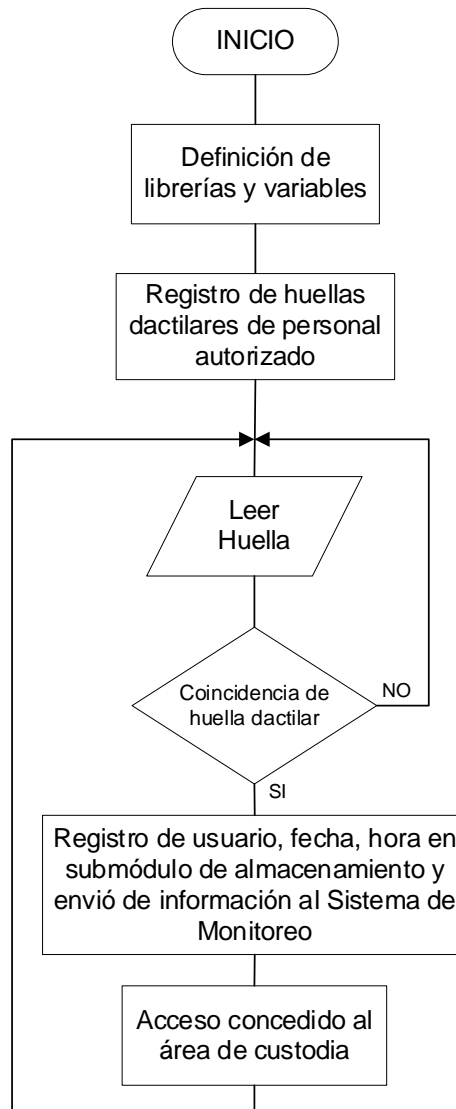 INICIO
Definición de
librerías y variables
Registro de huellas
dactilares de personal
autorizado
Leer
Huella
Coincidencia de
huella dactilar
NO
SI
Registro de usuario, fecha, hora en
submódulo de almacenamiento y
envió de información al Sistema de
Monitoreo
Acceso concedido al
área de custodia